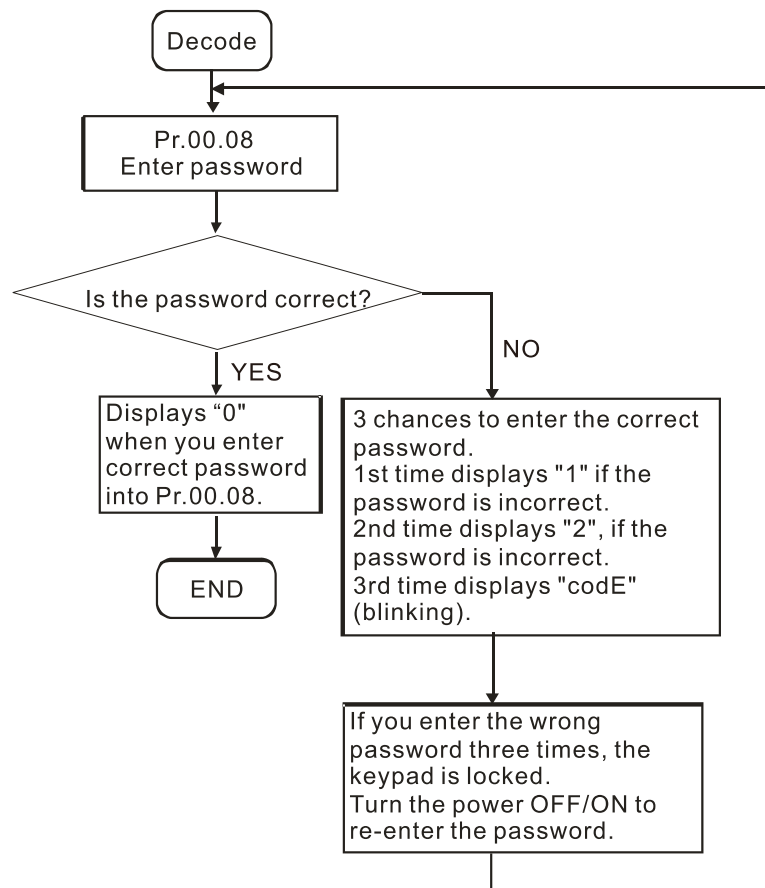 Decode
Pr.00.08
Enter password
Is the password correct?
YES
NO
Displays “0"
when you enter
correct password
into Pr.00.08.
END
3 chances to enter the correct
password.
1st time displays "1" if the
password is incorrect.
2nd time displays "2", if the
password is incorrect.
3rd time displays "codE"
(blinking).
If you enter the wrong
password three times, the
keypad is locked.
Turn the power OFF/ON to
re-enter the password.